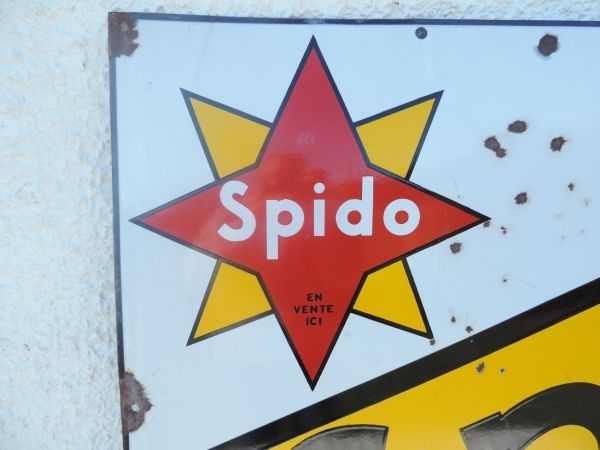 Spido
EN
VENTE
ICI